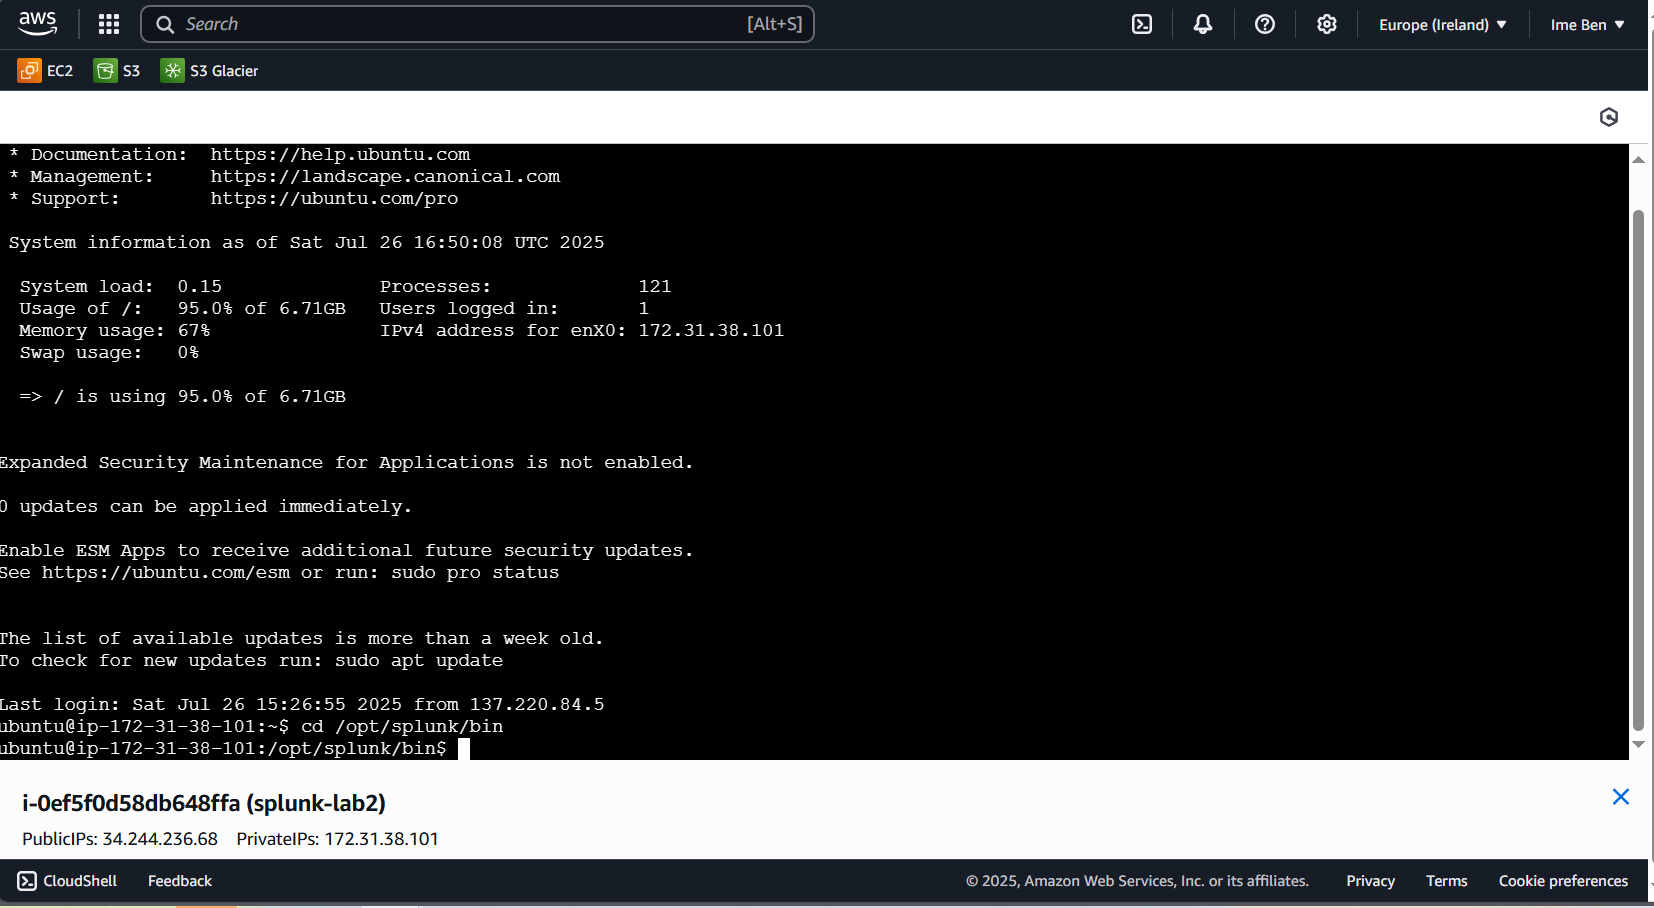 aws
Search [Alt+S] Europe (Ireland) Ime Ben
EC2 S3 S3 Glacier
* Documentation: https://help.ubuntu.com
* Management: https://landscape.canonical.com
* Support: https://ubuntu.com/pro
System information as of Sat Jul 26 16:50:08 UTC 2025
System load: 0.15 Processes: 121
Usage of /: 95.0% of 6.71GB Users logged in: 1
Memory usage: 67% IPv4 address for enX0: 172.31.38.101
Swap usage: 0%
=> / is using 95.0% of 6.71GB
Expanded Security Maintenance for Applications is not enabled.
0 updates can be applied immediately.
Enable ESM Apps to receive additional future security updates.
See https://ubuntu.com/esm or run: sudo pro status
The list of available updates is more than a week old.
To check for new updates run: sudo apt update
Last login: Sat Jul 26 15:26:55 2025 from 137.220.84.5
ubuntu@ip-172-31-38-101:~$ cd /opt/splunk/bin
ubuntu@ip-172-31-38-101:/opt/splunk/bin$
i-0ef5f0d58db648ffa (splunk-lab2)
PublicIPs: 34.244.236.68 PrivateIPs: 172.31.38.101
CloudShell Feedback © 2025, Amazon Web Services, Inc. or its affiliates. Privacy Terms Cookie preferences